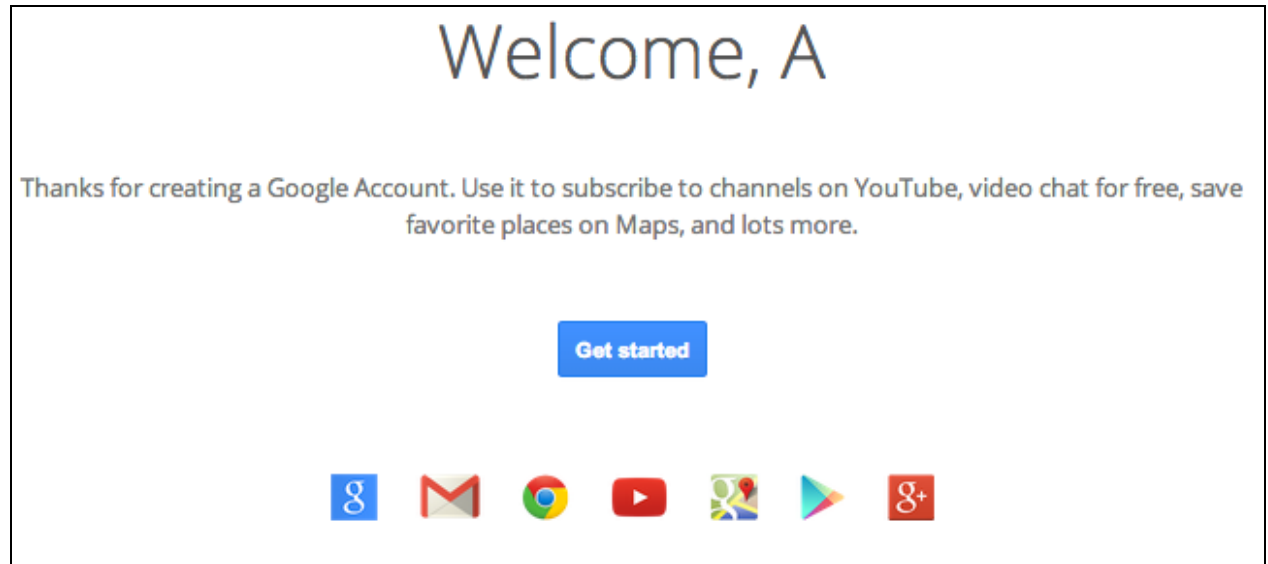 Welcome, A
Thanks for creating a Google Account. Use it to subscribe to channels on YouTube, video chat for free, save
favorite places on Maps, and lots more.
Get started
g g+